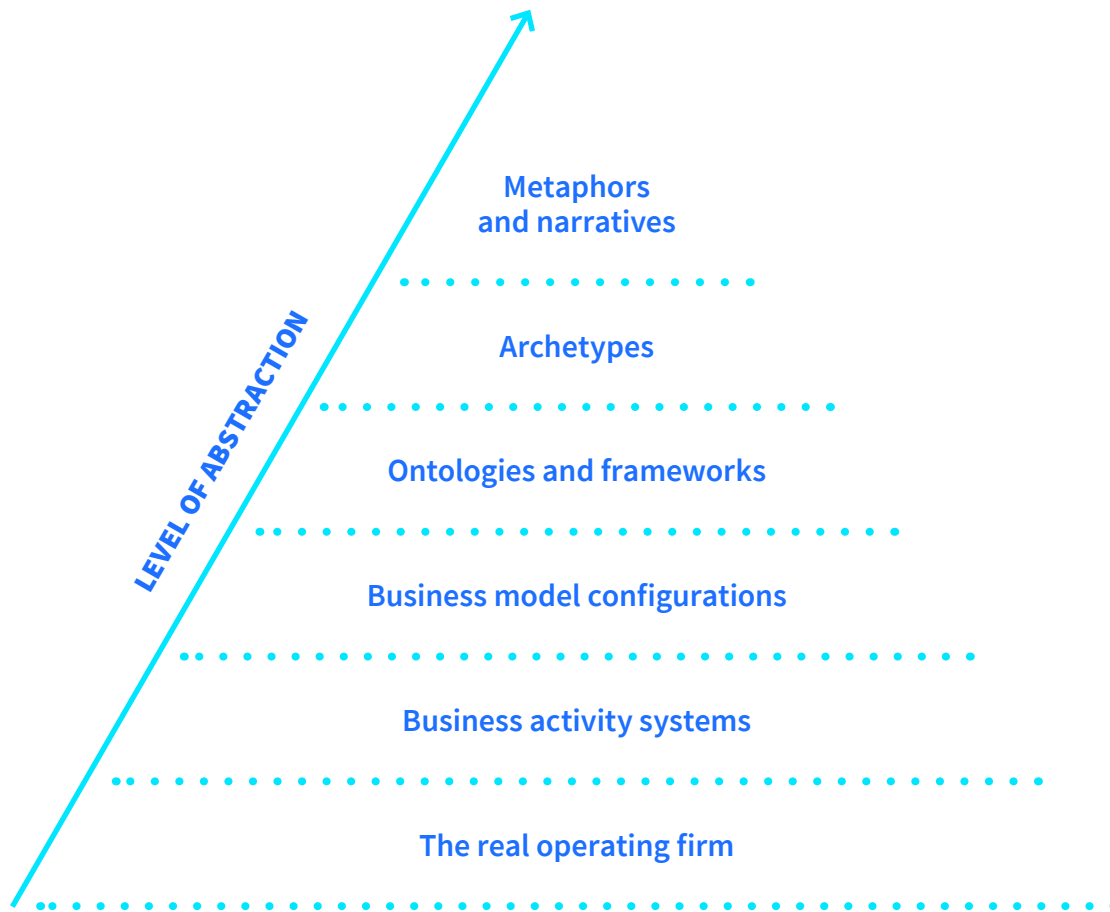 Metaphors
and narratives
Archetypes
LEVEL OF ABSTRACTION
Ontologies and frameworks
Business model configurations
Business activity systems
The real operating firm